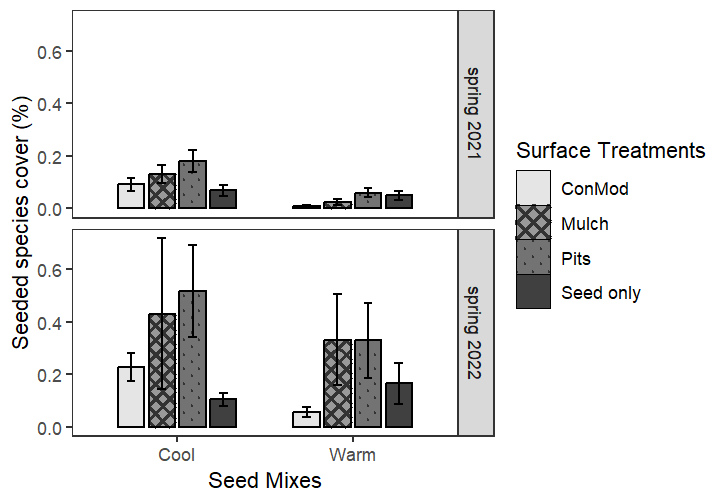 Seeded species cover (%)
0.6
0.4
0.2
0.0
spring 2021
0.6
0.4
0.2
0.0
spring 2022
Cool Warm
Seed Mixes
Surface Treatments
ConMod
Mulch
Pits
Seed only